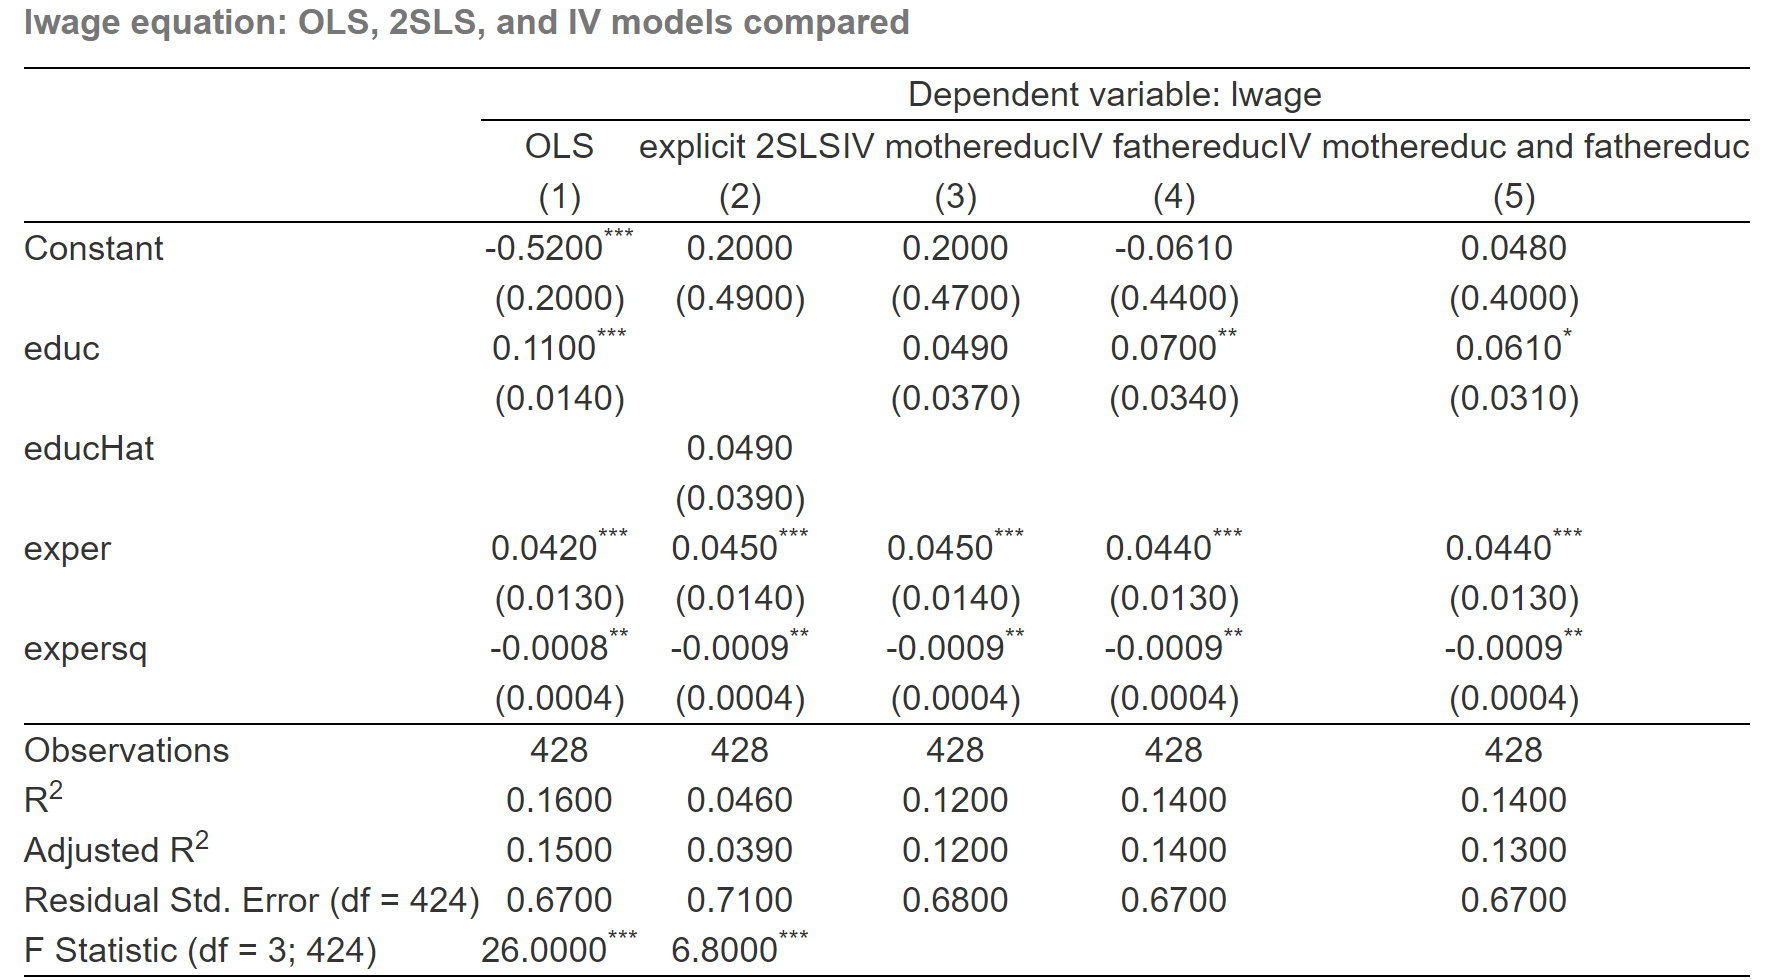 lwage equation: OLS, 2SLS, and IV models compared
Dependent variable: lwage
OLS explicit 2SLSIV mothereducIV fathereducIV mothereduc and fathereduc
(1) (2) (3) (4) (5)
Constant -0.5200*** 0.2000 0.2000 -0.0610 0.0480
(0.2000) (0.4900) (0.4700) (0.4400) (0.4000)
educ 0.1100*** 0.0490 0.0700** 0.0610*
(0.0140) (0.0370) (0.0340) (0.0310)
educHat 0.0490
(0.0390)
exper 0.0420*** 0.0450*** 0.0450*** 0.0440*** 0.0440***
(0.0130) (0.0140) (0.0140) (0.0130) (0.0130)
expersq -0.0008** -0.0009** -0.0009** -0.0009** -0.0009**
(0.0004) (0.0004) (0.0004) (0.0004) (0.0004)
Observations 428 428 428 428 428
R² 0.1600 0.0460 0.1200 0.1400 0.1400
Adjusted R² 0.1500 0.0390 0.1200 0.1400 0.1300
Residual Std. Error (df = 424) 0.6700 0.7100 0.6800 0.6700 0.6700
F Statistic (df = 3; 424) 26.0000*** 6.8000***